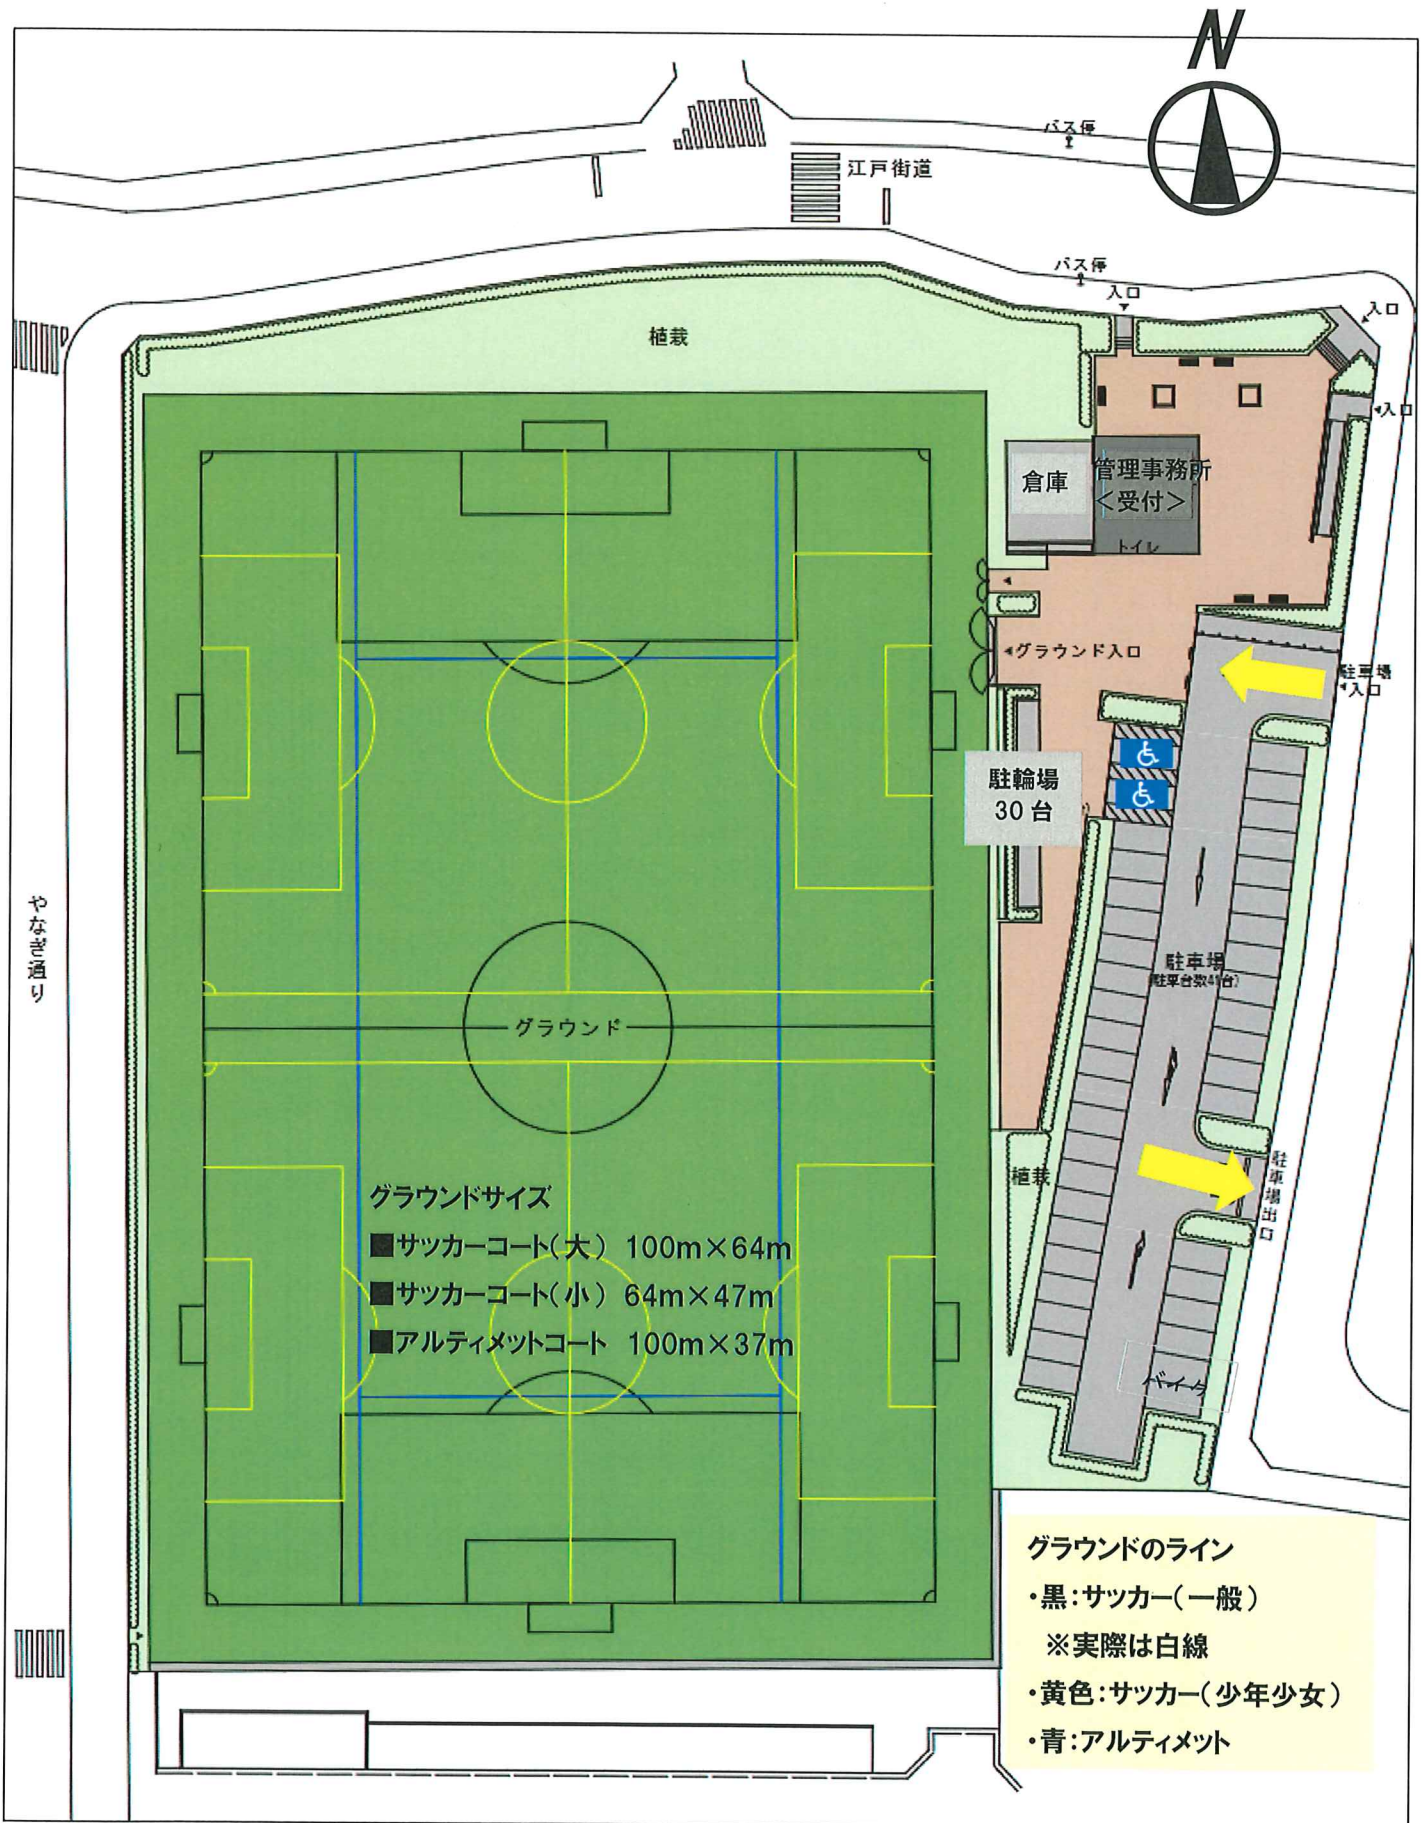 N
バス停
江戸街道
バス停
入口
入口
植栽
入口
倉庫
管理事務所
<受付>
トイレ
グラウンド入口
駐車場
入口
駐輪場
30台
やなぎ通り
駐車場
(駐車台数41台)
グラウンド
植栽
駐車場出口
グラウンドサイズ
■サッカーコート(大) 100m×64m
■サッカーコート(小) 64m×47m
■アルティメットコート 100m×37m
バイク
グラウンドのライン
・黒:サッカー(一般)
※実際は白線
・黄色:サッカー(少年少女)
・青:アルティメット